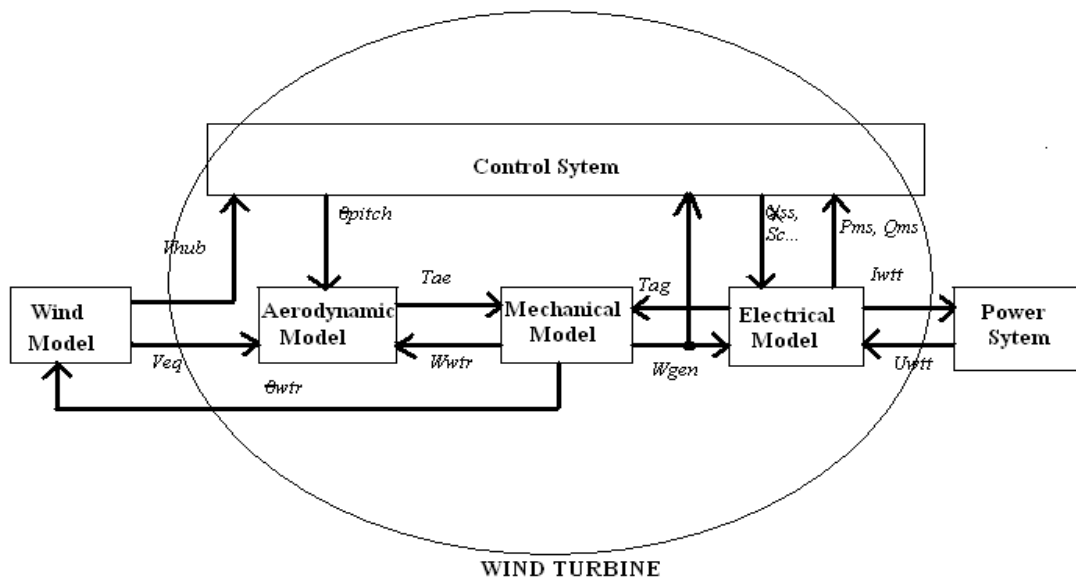 Control Sytem
Vhub
θpitch
Sc...
Pms, Qms
Tae
Tag
Iwtt
Wind
Model
Aerodynamic
Model
Mechanical
Model
Electrical
Model
Power
Sytem
Veq
Wwtr
Wgen
Uwtt
θwtr
WIND TURBINE